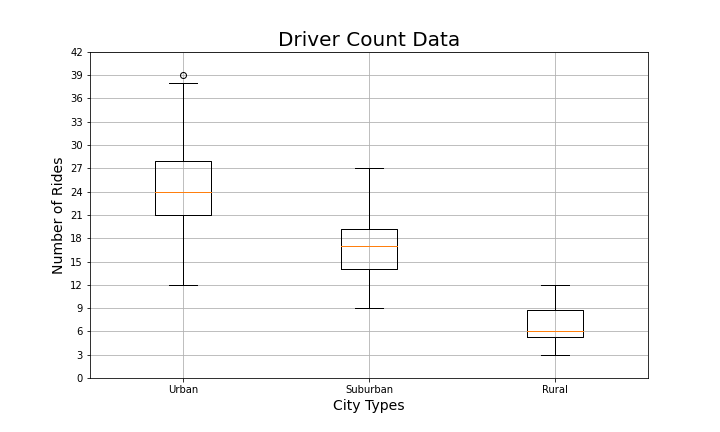 Driver Count Data
42
39
36
33
30
27
24
21
18
15
12
9
6
3
0
Number of Rides
Urban
Suburban
Rural
City Types